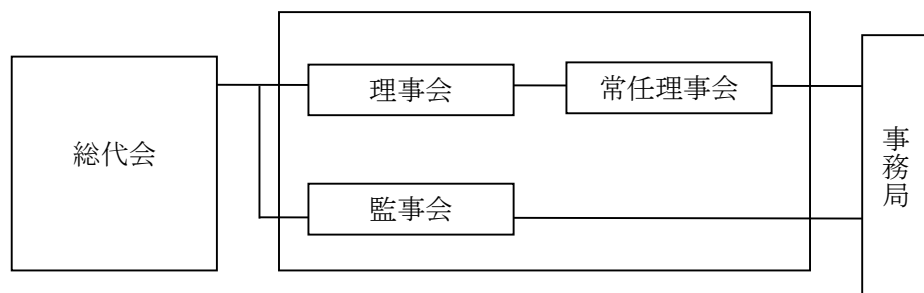 総代会
理事会
常任理事会
監事会
事務局